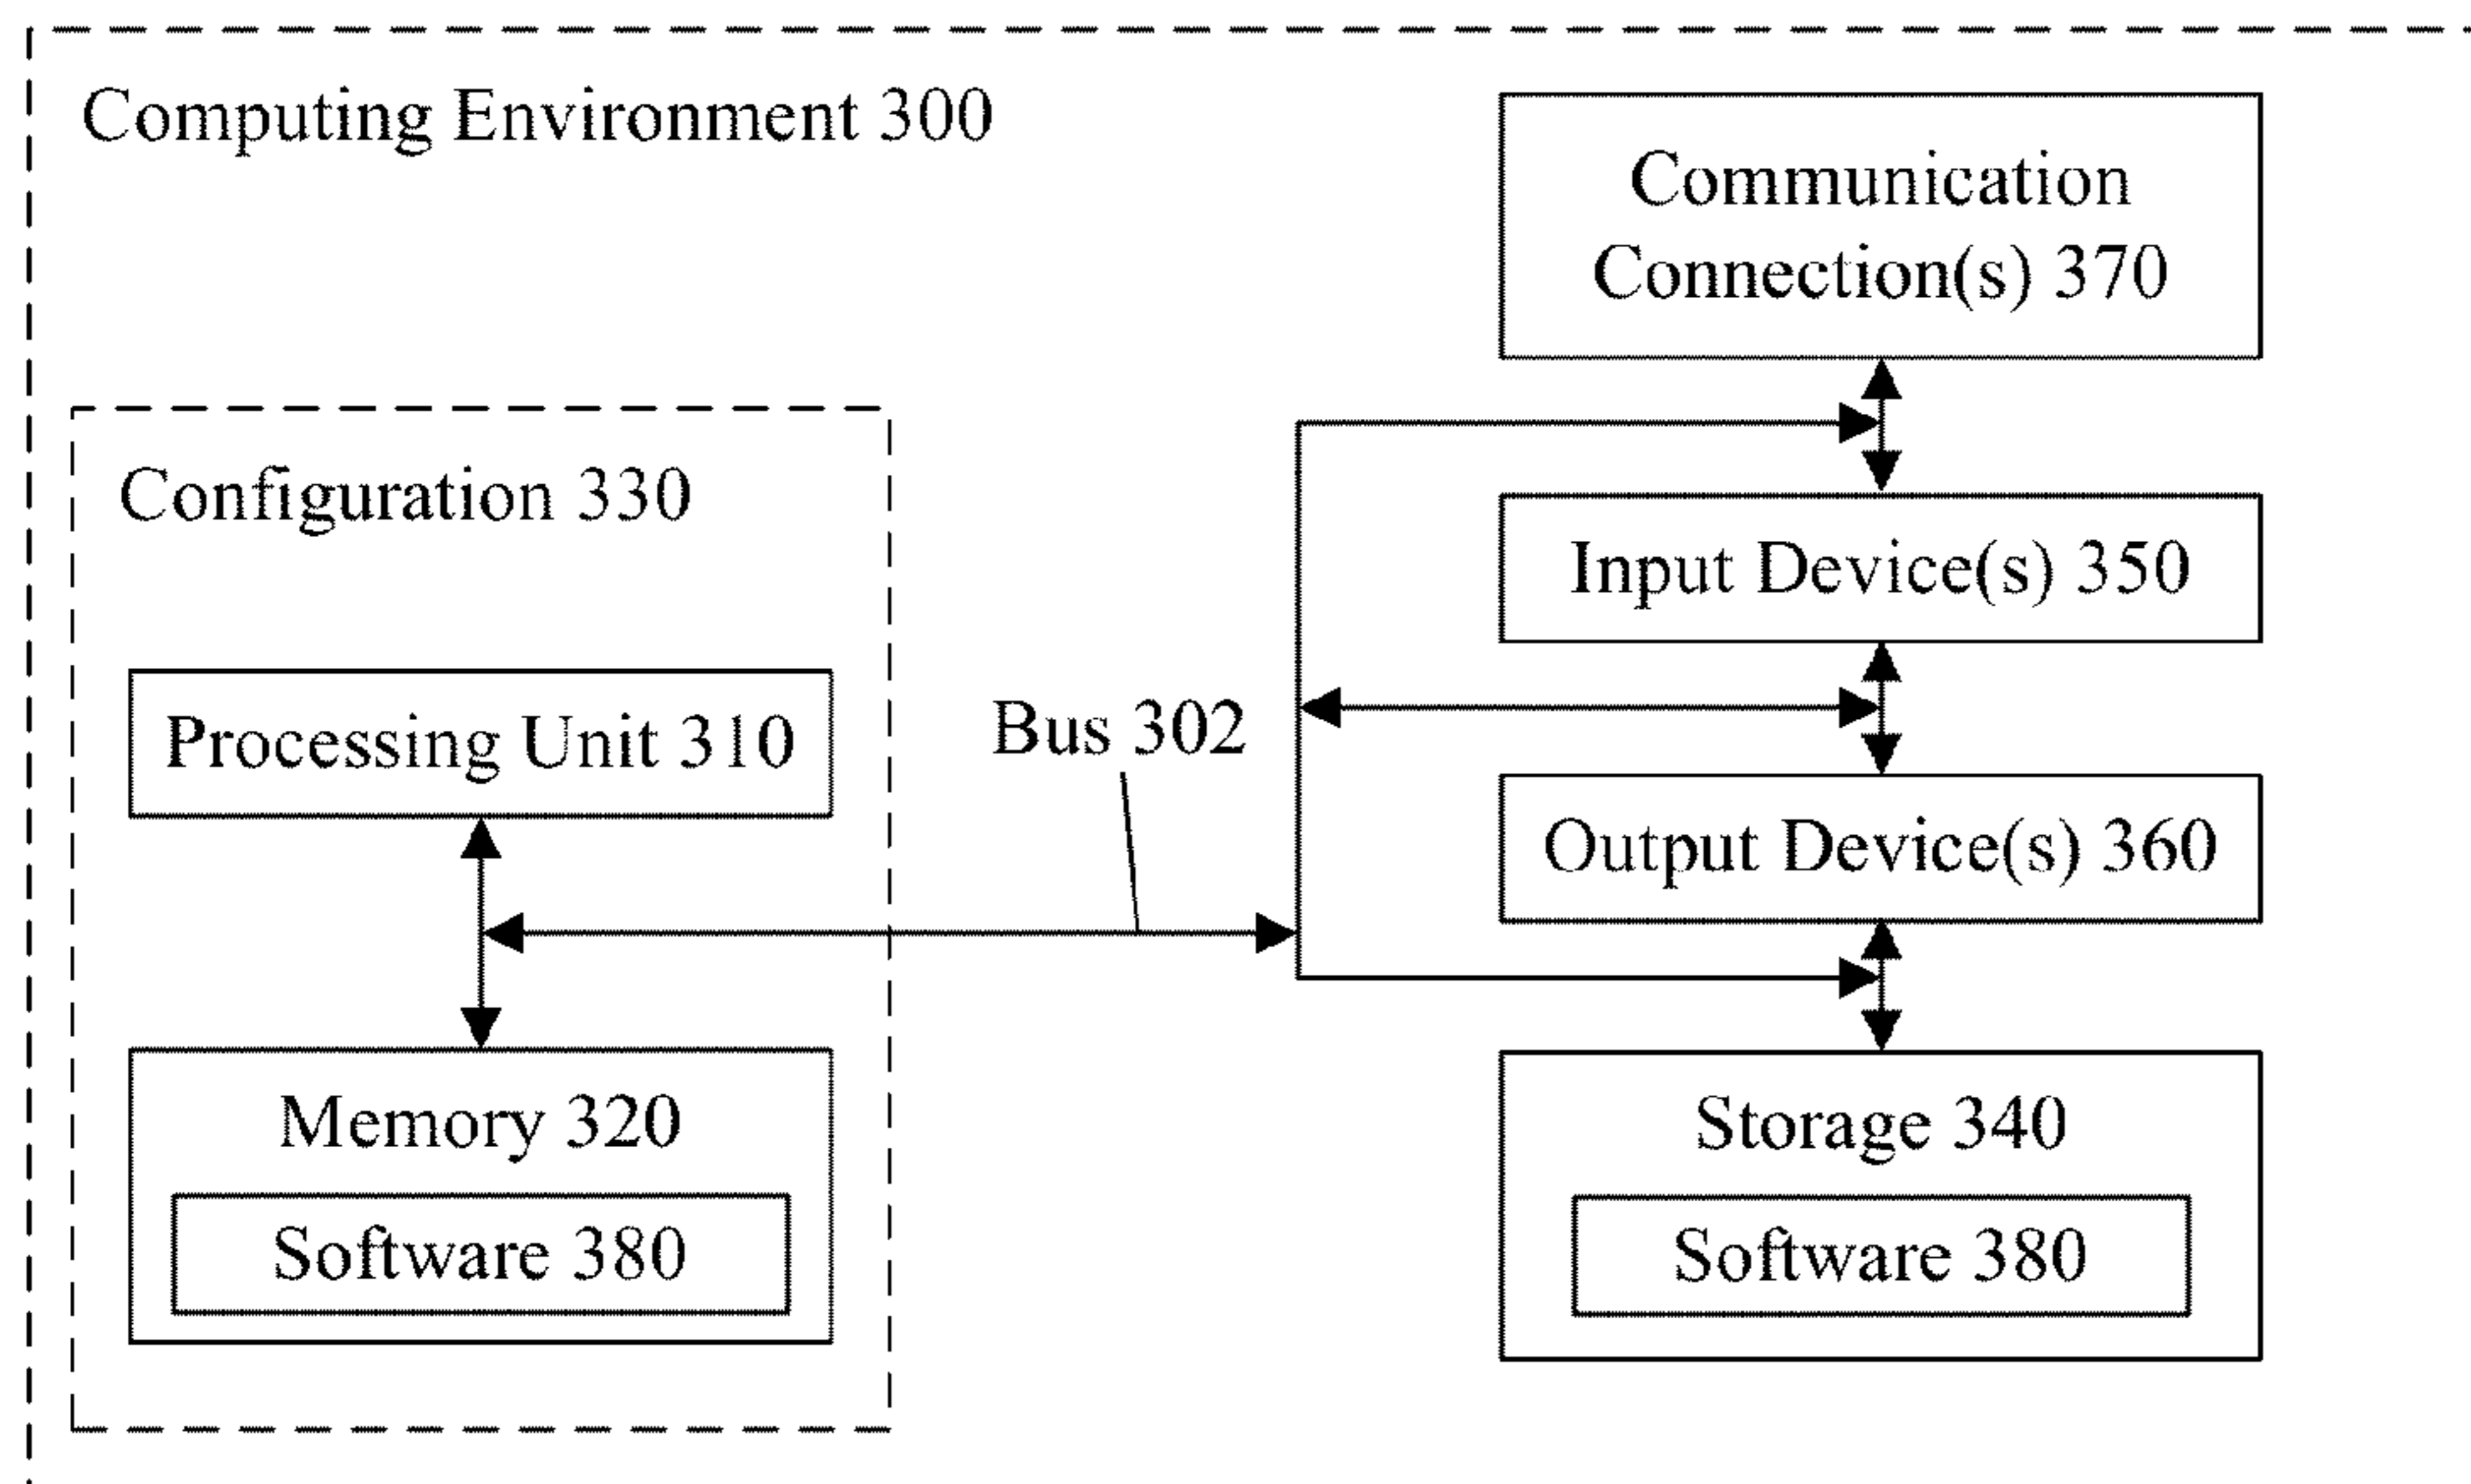 Computing Environment 300
Communication
Connection(s) 370
Configuration 330
Input Device(s) 350
Processing Unit 310
Bus 302
Output Device(s) 360
Memory 320
Software 380
Storage 340
Software 380